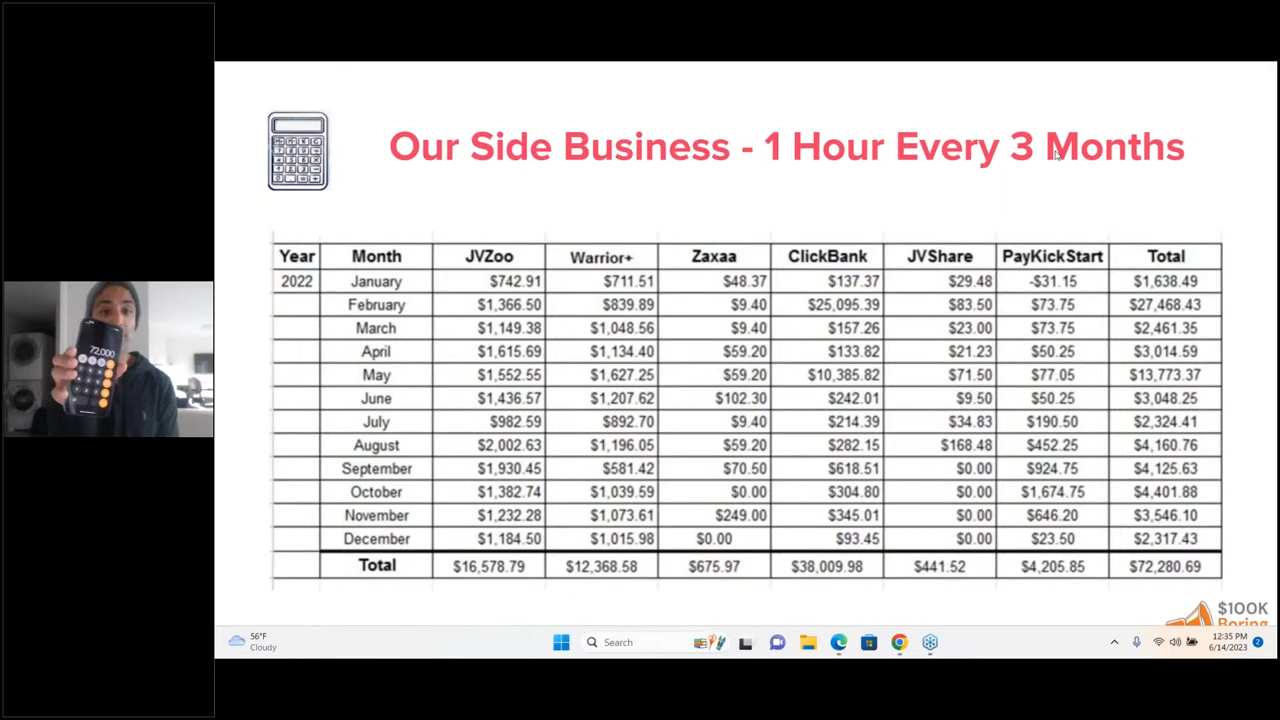 Our Side Business - 1 Hour Every 3 Months
Year Month JVZoo Warrior+ Zaxaa ClickBank JVShare PayKickStart Total
2022 January $742.91 $711.51 $48.37 $137.37 $29.48 -$31.15 $1,638.49
February $1,366.50 $839.89 $9.40 $25,095.39 $83.50 $73.75 $27,468.43
March $1,149.38 $1,048.56 $9.40 $157.26 $23.00 $73.75 $2,461.35
April $1,615.69 $1,134.40 $59.20 $133.82 $21.23 $50.25 $3,014.59
May $1,552.55 $1,627.25 $59.20 $10,385.82 $71.50 $77.05 $13,773.37
June $1,436.57 $1,207.62 $102.30 $242.01 $9.50 $50.25 $3,048.25
July $982.59 $892.70 $9.40 $214.39 $34.83 $190.50 $2,324.41
August $2,002.63 $1,196.05 $59.20 $282.15 $168.48 $452.25 $4,160.76
September $1,930.45 $581.42 $70.50 $618.51 $0.00 $924.75 $4,125.63
October $1,382.74 $1,039.59 $0.00 $304.80 $0.00 $1,674.75 $4,401.88
November $1,232.28 $1,073.61 $249.00 $345.01 $0.00 $646.20 $3,546.10
December $1,184.50 $1,015.98 $0.00 $93.45 $0.00 $23.50 $2,317.43
Total $16,578.79 $12,368.58 $675.97 $38,009.98 $441.52 $4,205.85 $72,280.69
72,000
$100K
Boring
56°F
Cloudy
Search
12:35 PM
6/14/2023
2